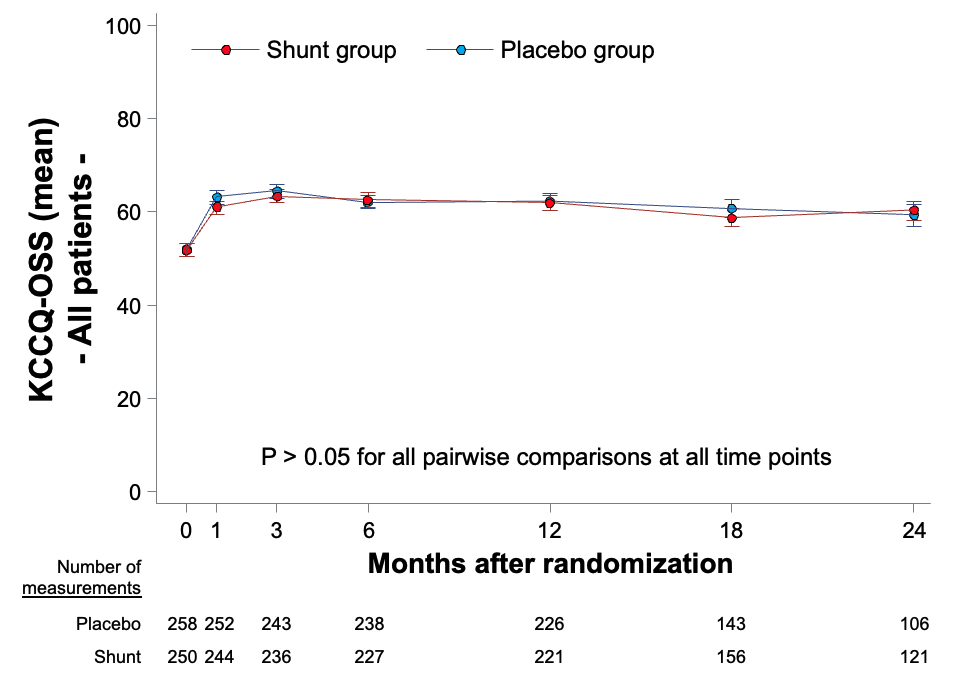 KCCQ-OSS (mean)
- All patients -
100
80
60
40
20
0
Shunt group
Placebo group
P > 0.05 for all pairwise comparisons at all time points
0 1 3 6 12 18 24
Months after randomization
Number of
measurements
Placebo 258 252 243 238 226 143 106
Shunt 250 244 236 227 221 156 121